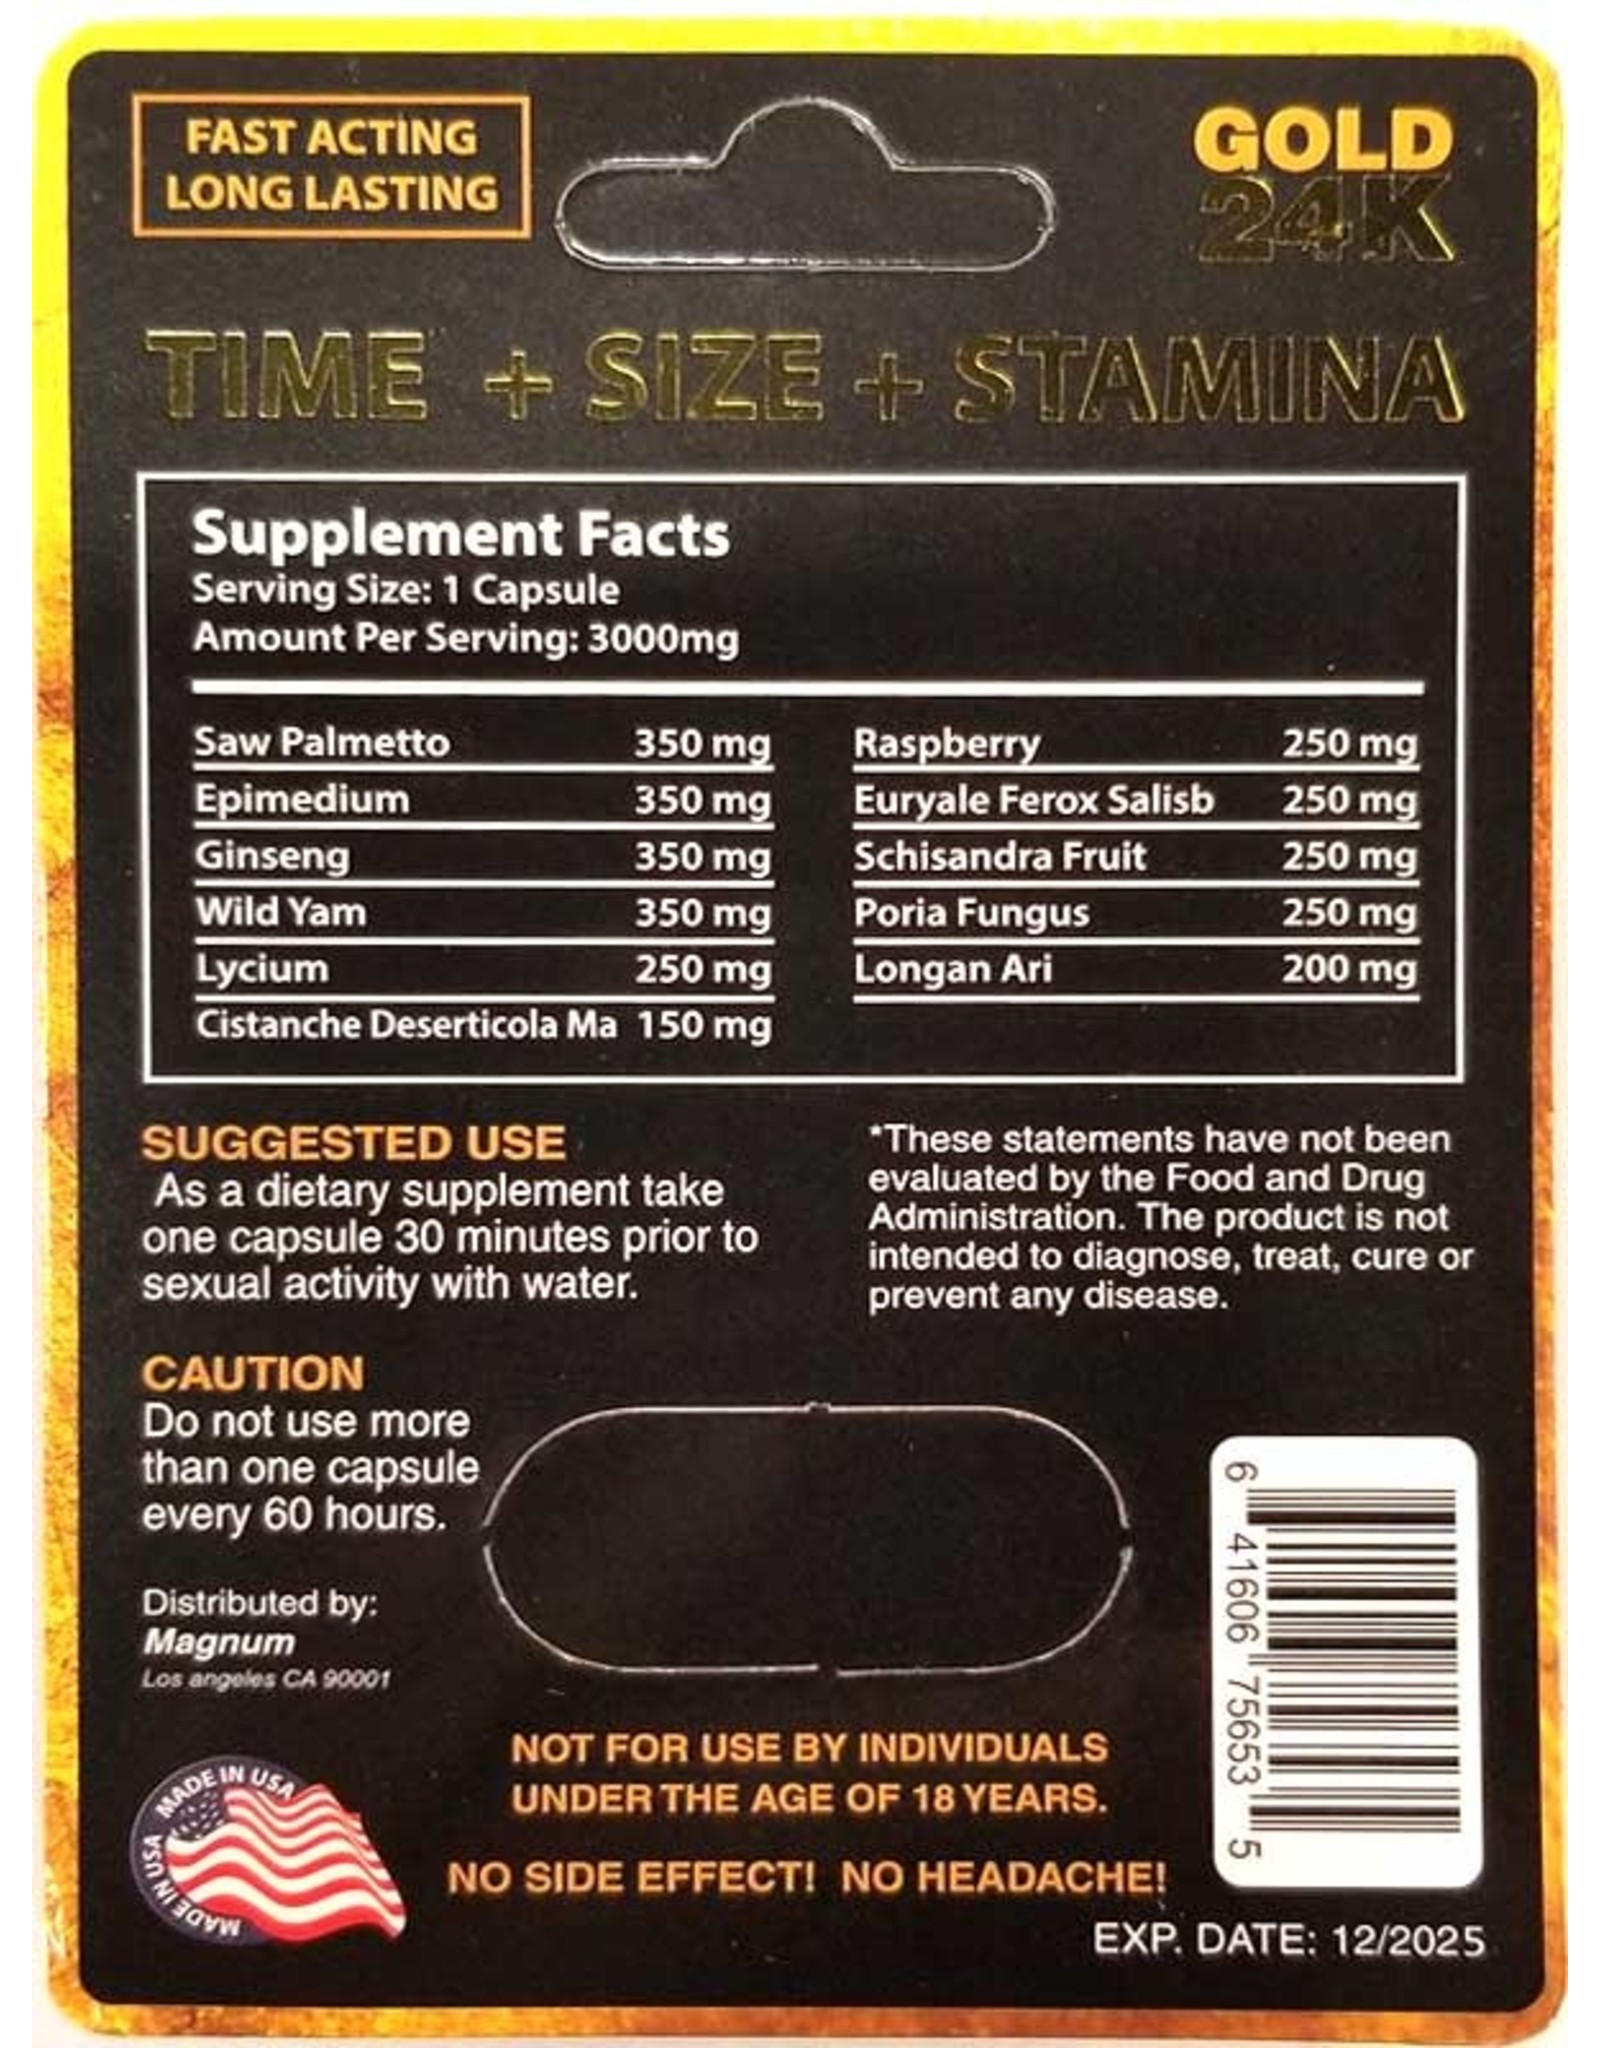 FAST ACTING
LONG LASTING
GOLD
24K
TIME + SIZE + STAMINA
Supplement Facts
Serving Size: 1 Capsule
Amount Per Serving: 3000mg
Saw Palmetto 350 mg
Epimedium 350 mg
Ginseng 350 mg
Wild Yam 350 mg
Lycium 250 mg
Cistanche Deserticola Ma 150 mg
Raspberry 250 mg
Euryale Ferox Salisb 250 mg
Schisandra Fruit 250 mg
Poria Fungus 250 mg
Longan Ari 200 mg
SUGGESTED USE
As a dietary supplement take
one capsule 30 minutes prior to
sexual activity with water.
*These statements have not been
evaluated by the Food and Drug
Administration. The product is not
intended to diagnose, treat, cure or
prevent any disease.
CAUTION
Do not use more
than one capsule
every 60 hours.
Distributed by:
Magnum
Los angeles CA 90001
MADE IN USA
MADE IN USA
NOT FOR USE BY INDIVIDUALS
UNDER THE AGE OF 18 YEARS.
NO SIDE EFFECT! NO HEADACHE!
6 41606 75653 5
EXP. DATE: 12/2025